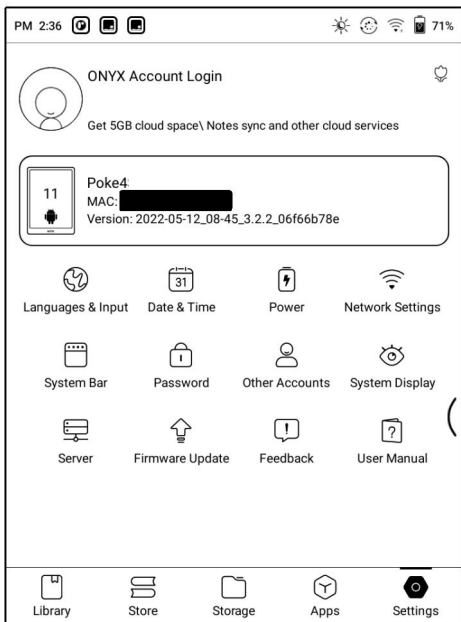 PM 2:36 71%
ONYX Account Login
Get 5GB cloud space\ Notes sync and other cloud services
11
Poke4
MAC:
Version: 2022-05-12_08-45_3.2.2_06f66b78e
31
Languages & Input Date & Time Power Network Settings
System Bar Password Other Accounts System Display
Server Firmware Update Feedback User Manual
Library Store Storage Apps Settings